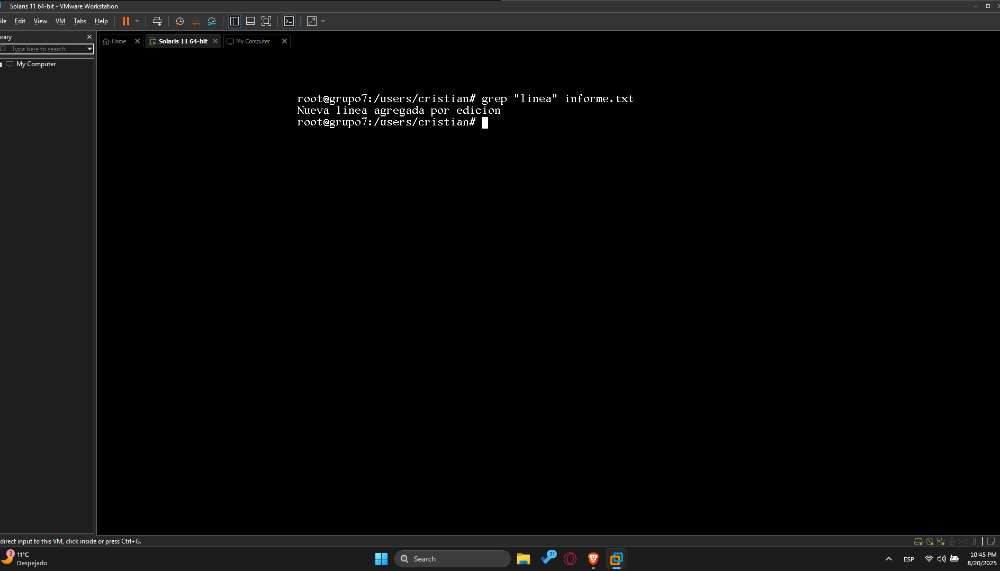 Solaris 11 64-bit - VMware Workstation
ile Edit View VM Tabs Help
rary
Home
Solaris 11 64-bit
My Computer
Type here to search
My Computer
root@grupo7:/users/cristian# grep "linea" informe.txt
Nueva linea agregada por edicion
root@grupo7:/users/cristian#
direct input to this VM, click inside or press Ctrl+G.
3
11°C
Despejado
Search
21
ESP
10:45 PM
8/20/2025